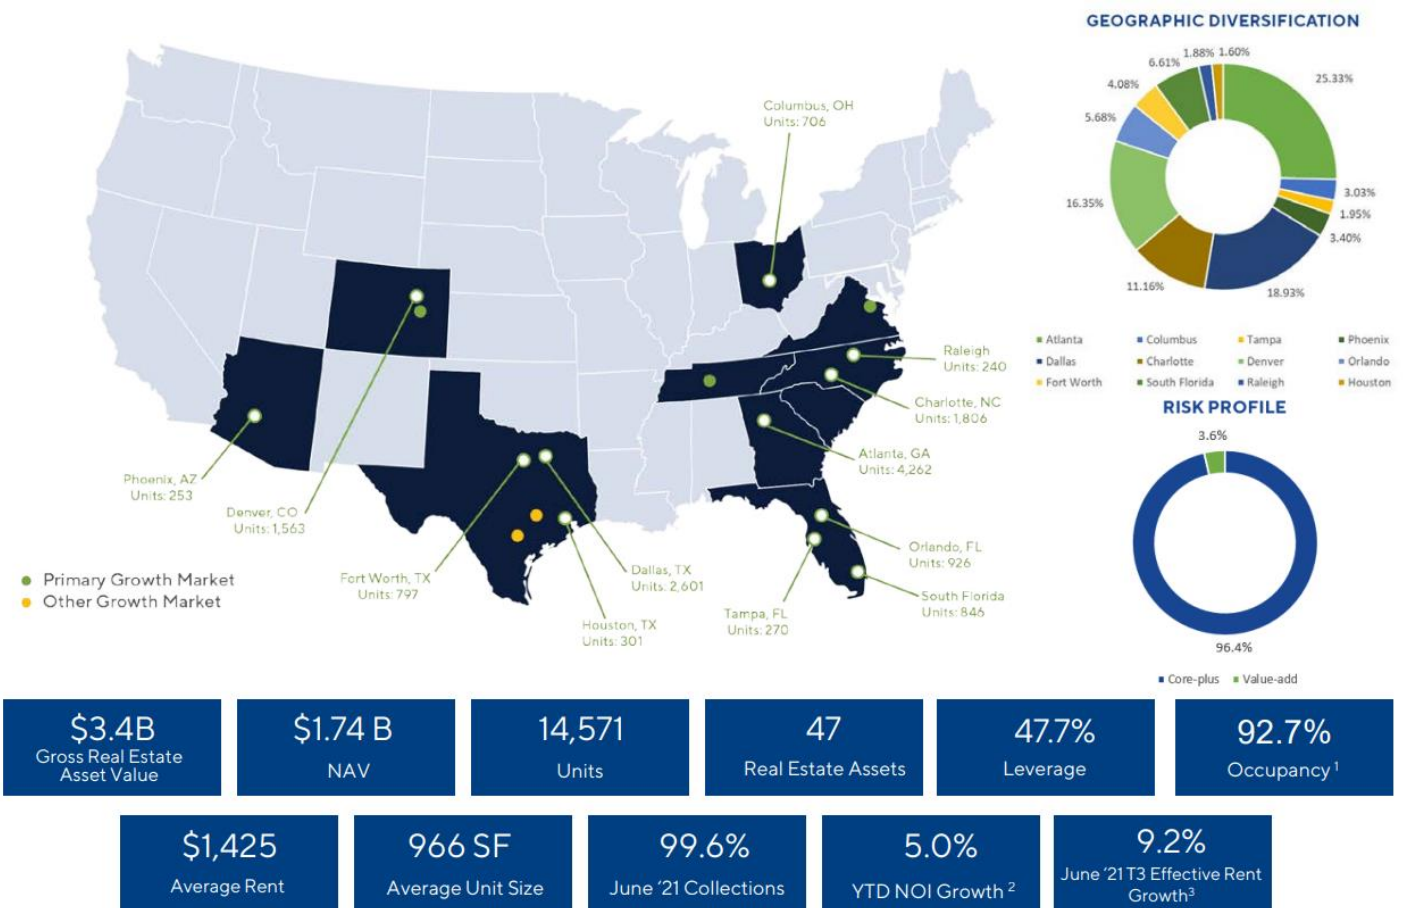 GEOGRAPHIC DIVERSIFICATION
1.88% 1.60%
6.61%
25.33%
4.08%
5.68%
3.03%
16.35%
1.95%
3.40%
11.16%
18.93%
Atlanta Columbus Tampa Phoenix
Dallas Charlotte Denver Orlando
Fort Worth South Florida Raleigh Houston
RISK PROFILE
3.6%
96.4%
Core-plus Value-add
Columbus, OH
Units: 706
Raleigh
Units: 240
Charlotte, NC
Units: 1,806
Atlanta, GA
Units: 4,262
Phoenix, AZ
Units: 253
Denver, CO
Units: 1,563
Orlando, FL
Units: 926
Fort Worth, TX
Units: 797
Dallas, TX
Units: 2,601
South Florida
Units: 846
Tampa, FL
Units: 270
Houston, TX
Units: 301
Primary Growth Market
Other Growth Market
$3.4B
Gross Real Estate
Asset Value
$1.74 B
NAV
14,571
Units
47
Real Estate Assets
47.7%
Leverage
92.7%
Occupancy 1
$1,425
Average Rent
966 SF
Average Unit Size
99.6%
June ‘21 Collections
5.0%
YTD NOI Growth 2
9.2%
June ‘21 T3 Effective Rent
Growth3